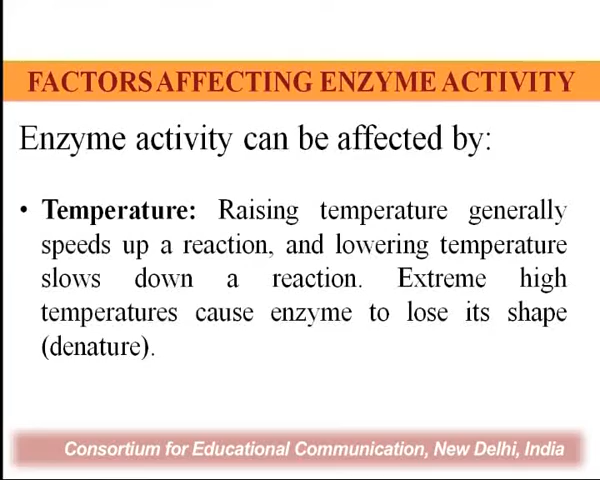 FACTORS AFFECTING ENZYME ACTIVITY
Enzyme activity can be affected by:
• Temperature: Raising temperature generally
speeds up a reaction, and lowering temperature
slows down a reaction. Extreme high
temperatures cause enzyme to lose its shape
(denature).
Consortium for Educational Communication, New Delhi, India